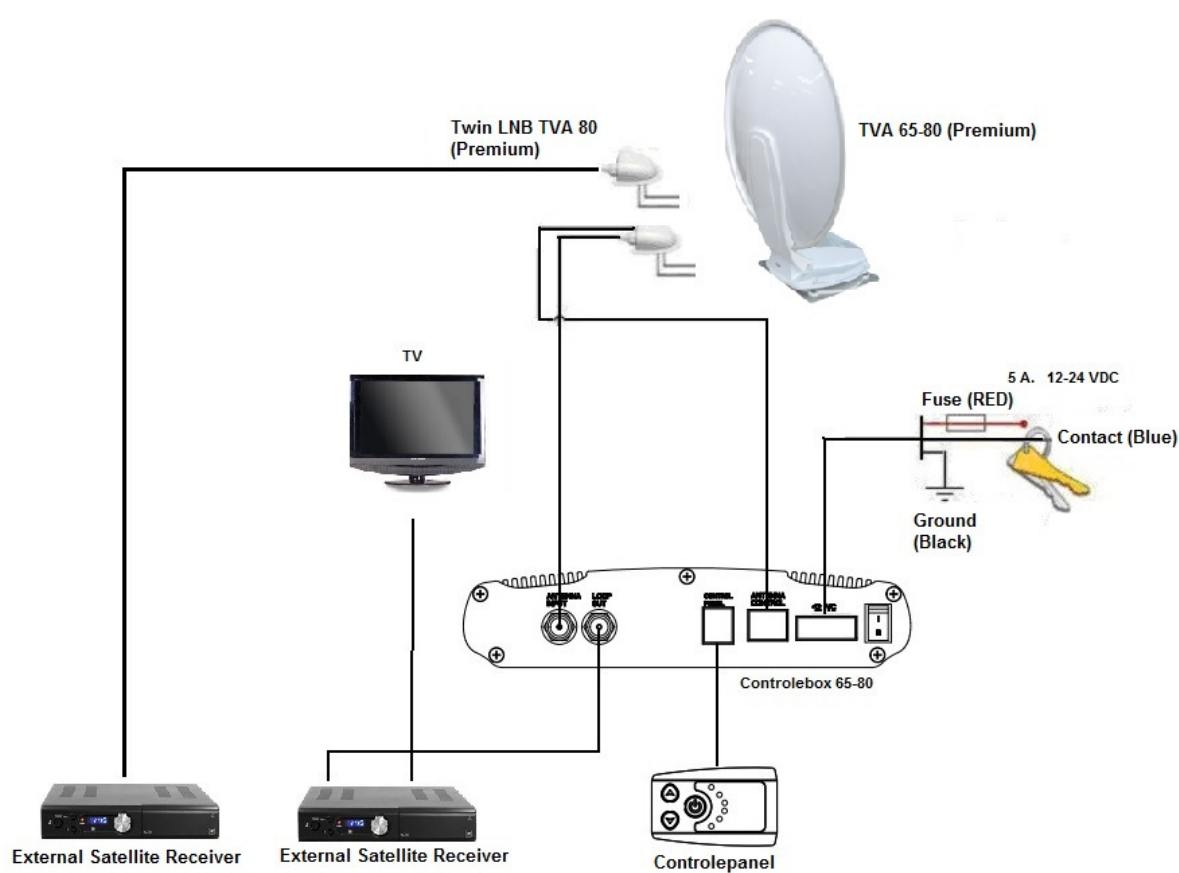 Twin LNB TVA 80
(Premium)
TVA 65-80 (Premium)
TV
5 A. 12-24 VDC
Fuse (RED)
Contact (Blue)
Ground
(Black)
ANTENNA
INPUT
LOOP
OUT
CONTROL
PANEL
ANTENNA
CONTROL
I
Controlebox 65-80
External Satellite Receiver
External Satellite Receiver
Controlepanel